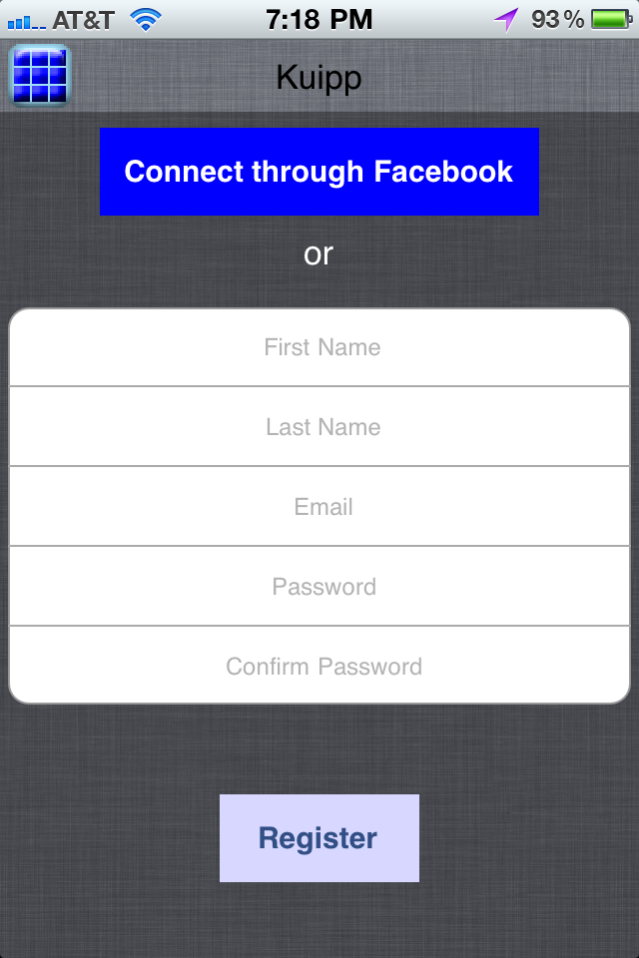 AT&T 7:18 PM 93%
Kuipp
Connect through Facebook
or
First Name
Last Name
Email
Password
Confirm Password
Register